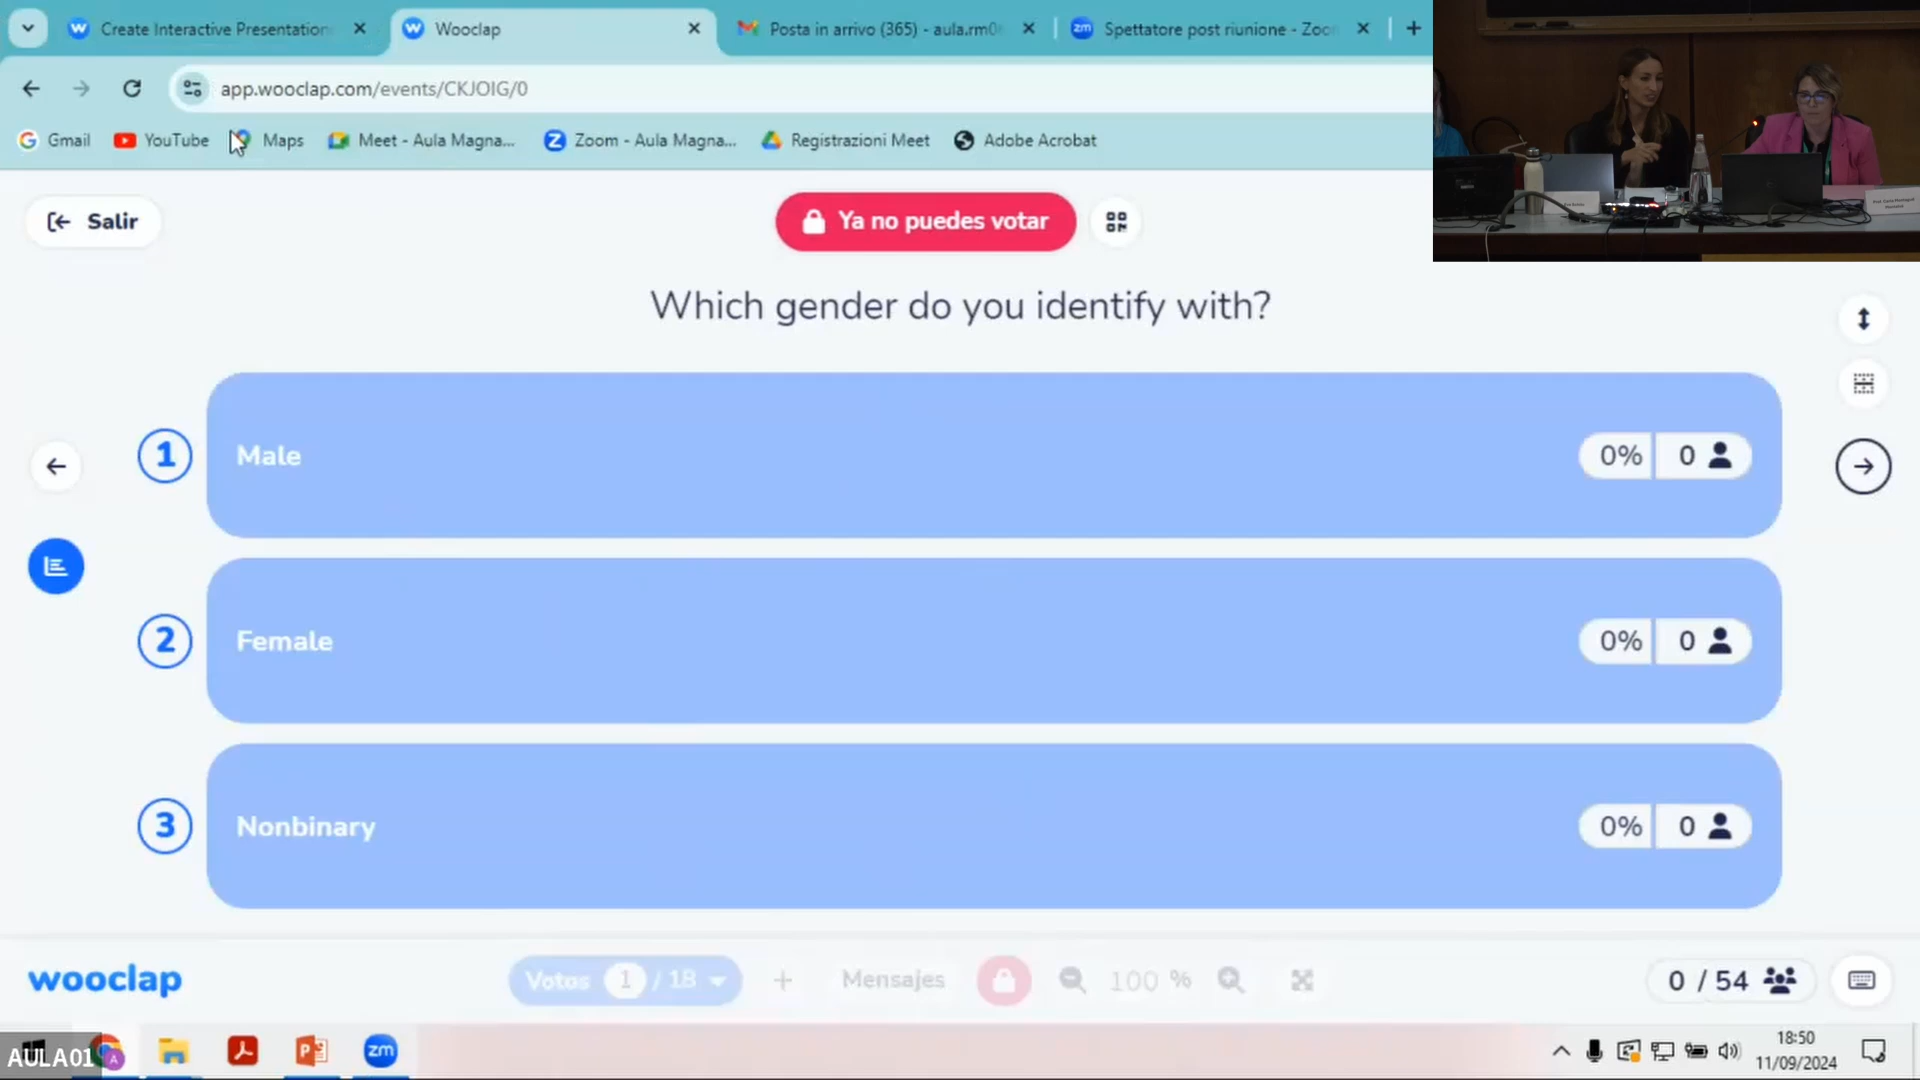 Create Interactive Presentation
Wooclap
Posta in arrivo (365) - aula.rm0
Spettatore post riunione - Zoo
app.wooclap.com/events/CKJOIG/0
Gmail
YouTube
Maps
Meet - Aula Magna...
Zoom - Aula Magna...
Registrazioni Meet
Adobe Acrobat
Salir
Ya no puedes votar
Which gender do you identify with?
1 Male 0% 0
2 Female 0% 0
3 Nonbinary 0% 0
wooclap
Votos 1 / 18
Mensajes
100 %
0 / 54
AULA01
18:50
11/09/2024